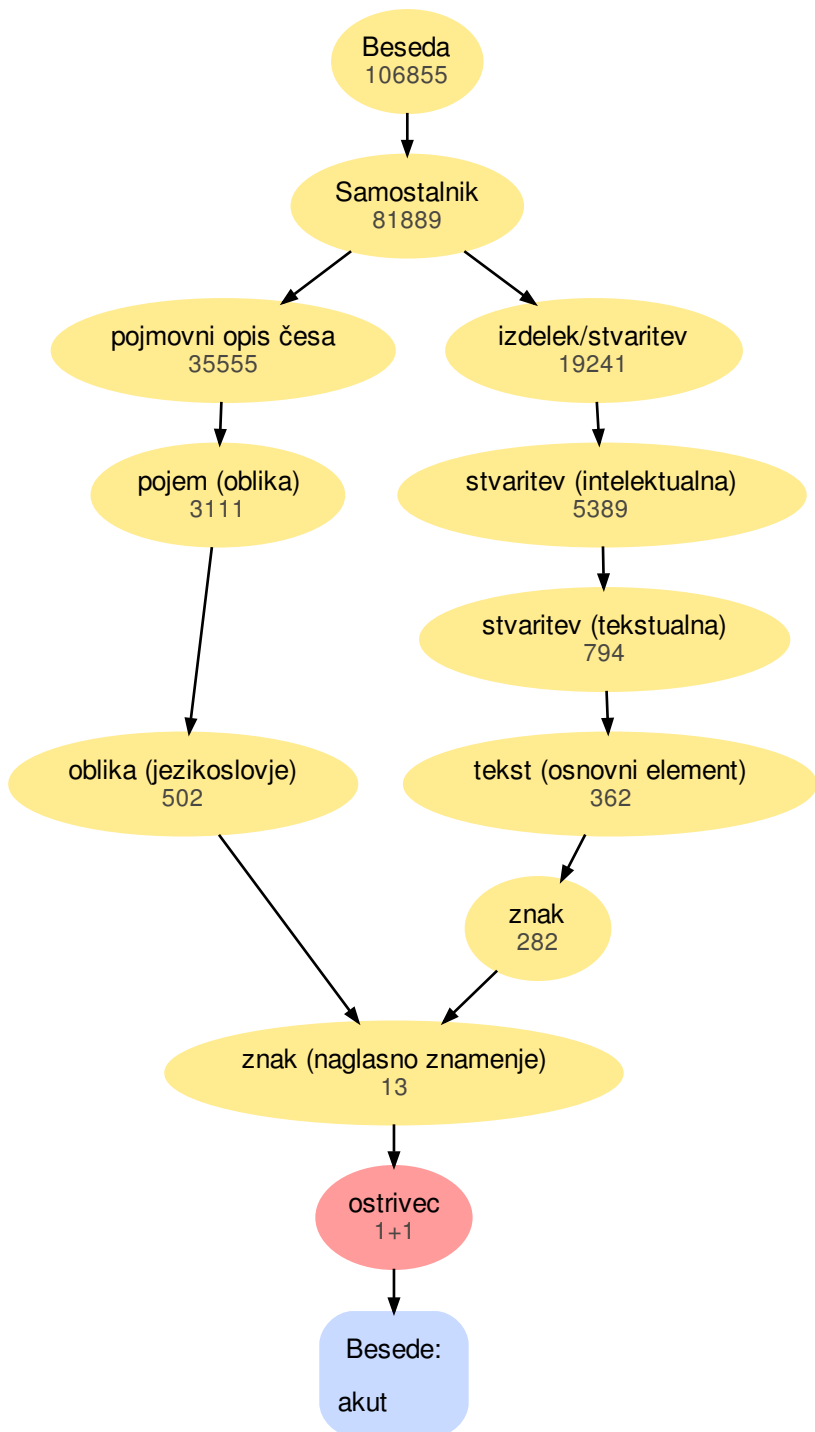 Beseda
106855
Samostalnik
81889
pojmovni opis česa
35555
izdelek/stvaritev
19241
pojem (oblika)
3111
stvaritev (intelektualna)
5389
stvaritev (tekstualna)
794
oblika (jezikoslovje)
502
tekst (osnovni element)
362
znak
282
znak (naglasno znamenje)
13
ostrivec
1+1
Besede:
akut